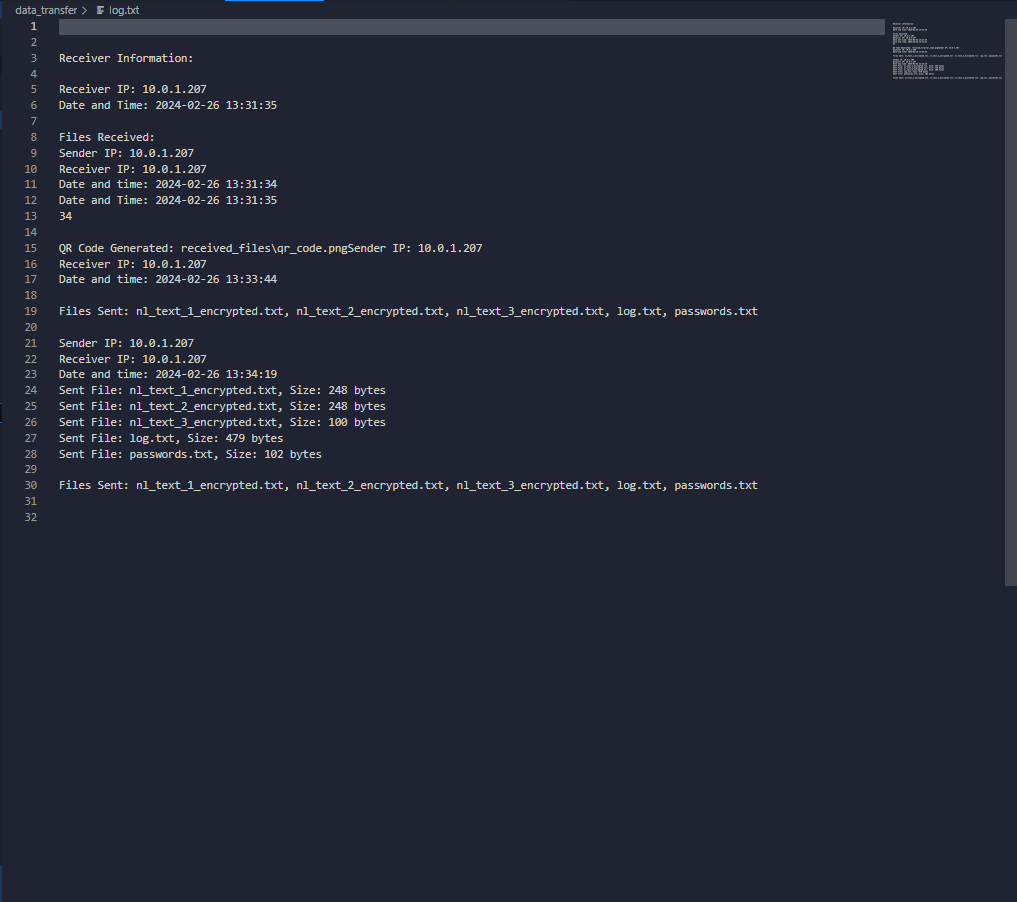 data_transfer > log.txt
1
2
3 Receiver Information:
4
5 Receiver IP: 10.0.1.207
6 Date and Time: 2024-02-26 13:31:35
7
8 Files Received:
9 Sender IP: 10.0.1.207
10 Receiver IP: 10.0.1.207
11 Date and time: 2024-02-26 13:31:34
12 Date and Time: 2024-02-26 13:31:35
13 34
14
15 QR Code Generated: received_files\qr_code.pngSender IP: 10.0.1.207
16 Receiver IP: 10.0.1.207
17 Date and time: 2024-02-26 13:33:44
18
19 Files Sent: nl_text_1_encrypted.txt, nl_text_2_encrypted.txt, nl_text_3_encrypted.txt, log.txt, passwords.txt
20
21 Sender IP: 10.0.1.207
22 Receiver IP: 10.0.1.207
23 Date and time: 2024-02-26 13:34:19
24 Sent File: nl_text_1_encrypted.txt, Size: 248 bytes
25 Sent File: nl_text_2_encrypted.txt, Size: 248 bytes
26 Sent File: nl_text_3_encrypted.txt, Size: 100 bytes
27 Sent File: log.txt, Size: 479 bytes
28 Sent File: passwords.txt, Size: 102 bytes
29
30 Files Sent: nl_text_1_encrypted.txt, nl_text_2_encrypted.txt, nl_text_3_encrypted.txt, log.txt, passwords.txt
31
32